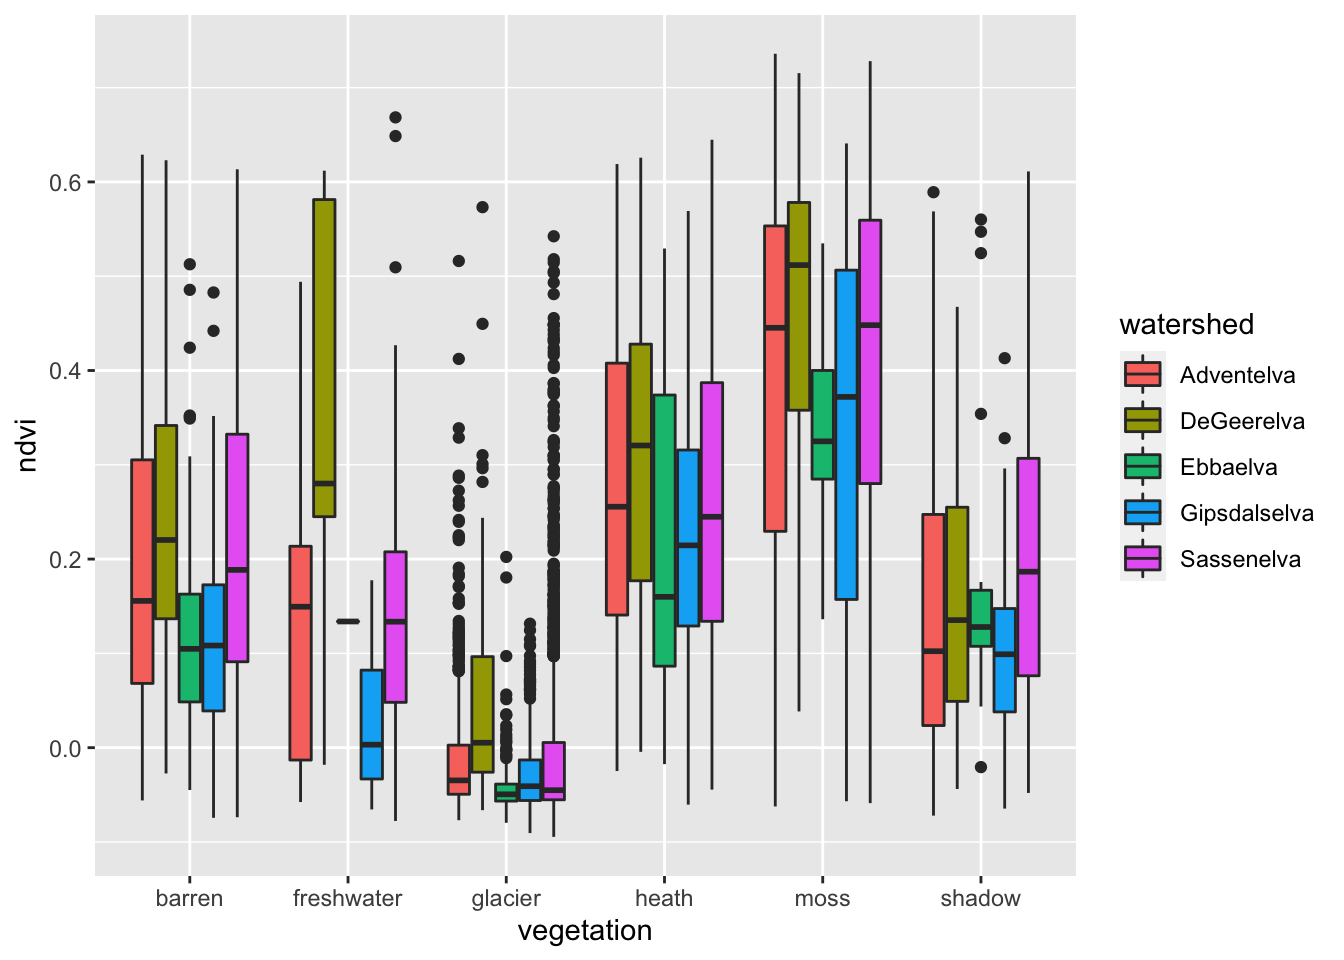 ndvi
0.6
0.4
0.2
0.0
barren freshwater glacier heath moss shadow
vegetation
watershed
Adventelva
DeGeerelva
Ebbaelva
Gipsdalselva
Sassenelva